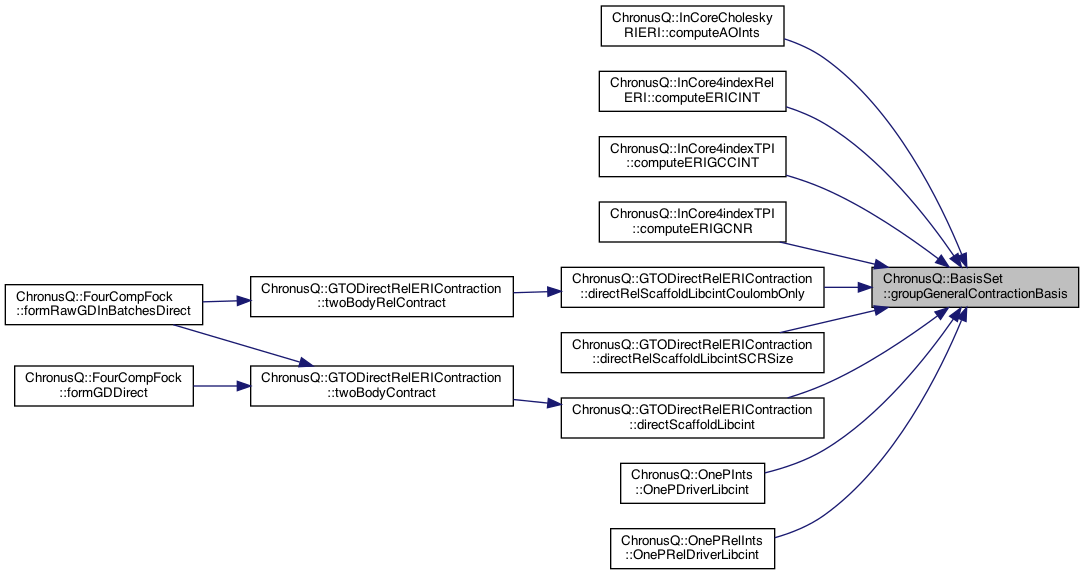 ChronusQ::InCoreCholesky
RIERI::computeAOInts
ChronusQ::InCore4indexRel
ERI::computeERICINT
ChronusQ::InCore4indexTPI
::computeERIGCCINT
ChronusQ::InCore4indexTPI
::computeERIGCNR
ChronusQ::FourCompFock
::formRawGDInBatchesDirect
ChronusQ::GTODirectRelERIContraction
::twoBodyRelContract
ChronusQ::GTODirectRelERIContraction
::directRelScaffoldLibcintCoulombOnly
ChronusQ::BasisSet
::groupGeneralContractionBasis
ChronusQ::GTODirectRelERIContraction
::directRelScaffoldLibcintSCRSize
ChronusQ::FourCompFock
::formGDDirect
ChronusQ::GTODirectRelERIContraction
::twoBodyContract
ChronusQ::GTODirectRelERIContraction
::directScaffoldLibcint
ChronusQ::OnePInts
::OnePDriverLibcint
ChronusQ::OnePRelInts
::OnePRelDriverLibcint